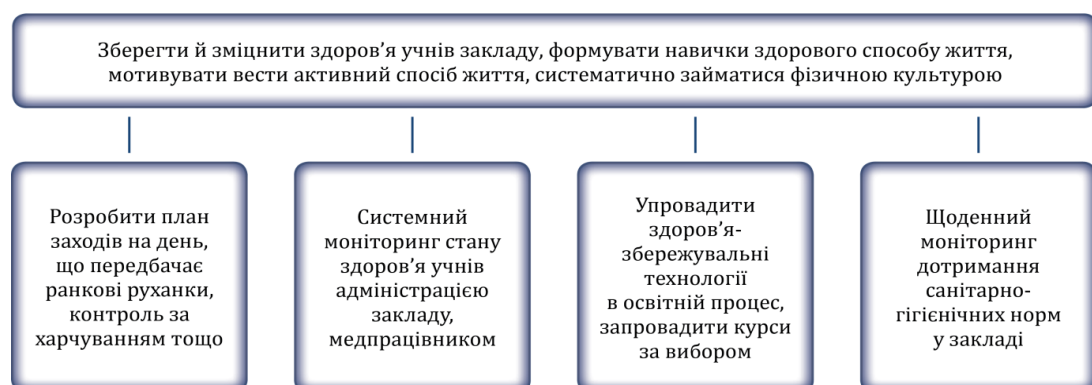 Зберегти й зміцнити здоров’я учнів закладу, формувати навички здорового способу життя,
мотивувати вести активний спосіб життя, систематично займатися фізичною культурою
Розробити план
заходів на день,
що передбачає
ранкові руханки,
контроль за
харчуванням тощо
Системний
моніторинг стану
здоров’я учнів
адміністрацією
закладу,
медпрацівником
Упровадити
здоров’я-
збережувальні
технології
в освітній процес,
запровадити курси
за вибором
Щоденний
моніторинг
дотримання
санітарно-
гігієнічних норм
у закладі